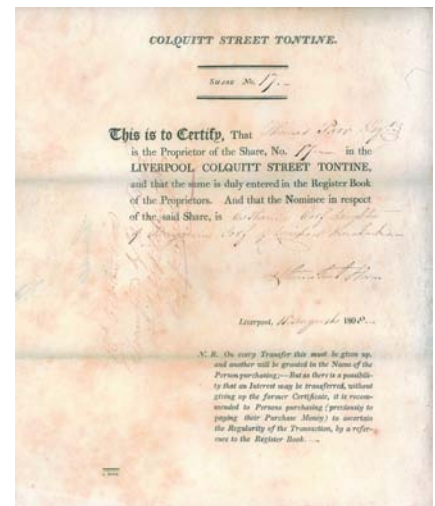 COLQUITT STREET TONTINE.
SHARE No. 17
This is to Certify, That Thomas Parr Esqre
is the Proprietor of the Share, No. 17 in the
LIVERPOOL COLQUITT STREET TONTINE,
and that the same is duly entered in the Register Book
of the Proprietors. And that the Nominee in respect
of the said Share, is
of
Liverpool, August 180
N. B. On every Transfer this must be given up,
and another will be granted in the Name of the
Person purchasing;—But as there is a possibili-
ty that an Interest may be transferred, without
giving up the former Certificate, it is recom-
mended to Persons purchasing (previously to
paying their Purchase Money) to ascertain
the Regularity of the Transaction, by a refer-
ence to the Register Book.